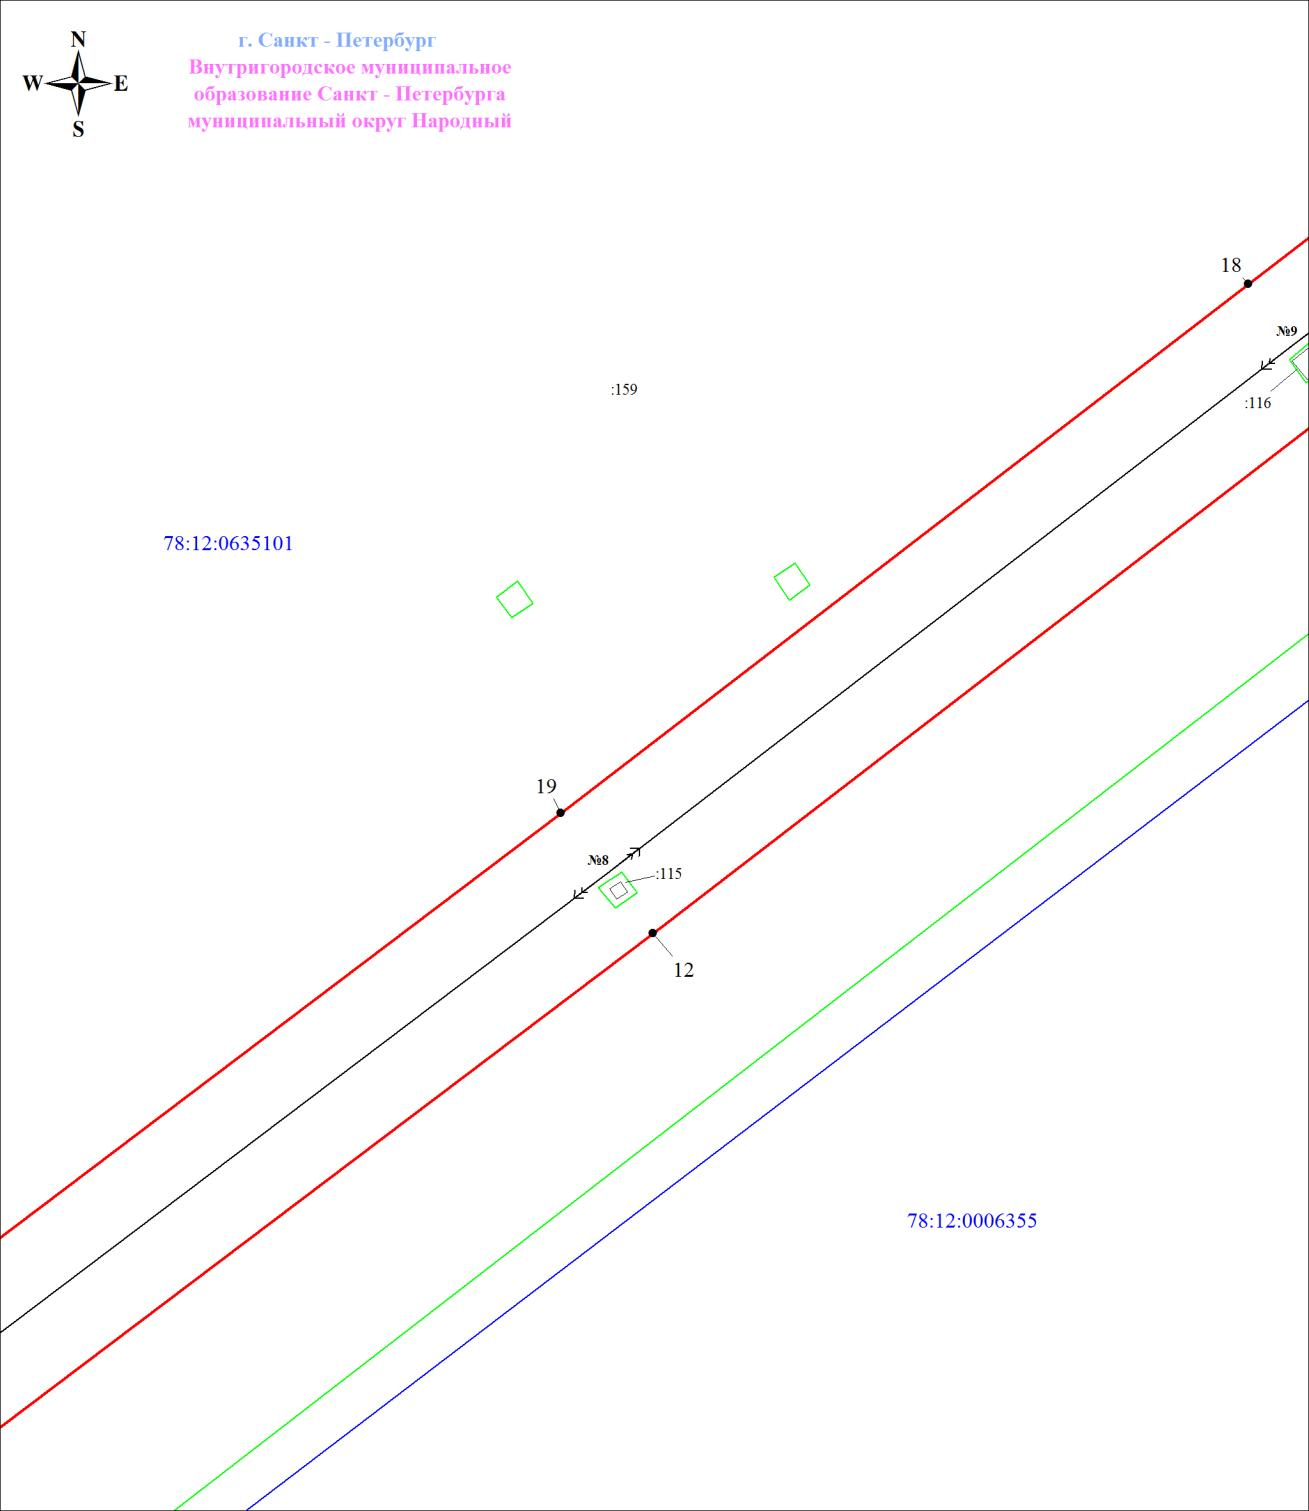 N
W E
S
г. Санкт - Петербург
Внутригородское муниципальное
образование Санкт - Петербурга
муниципальный округ Народный
18
№9
:159
:116
78:12:0635101
19
№8
:115
12
78:12:0006355